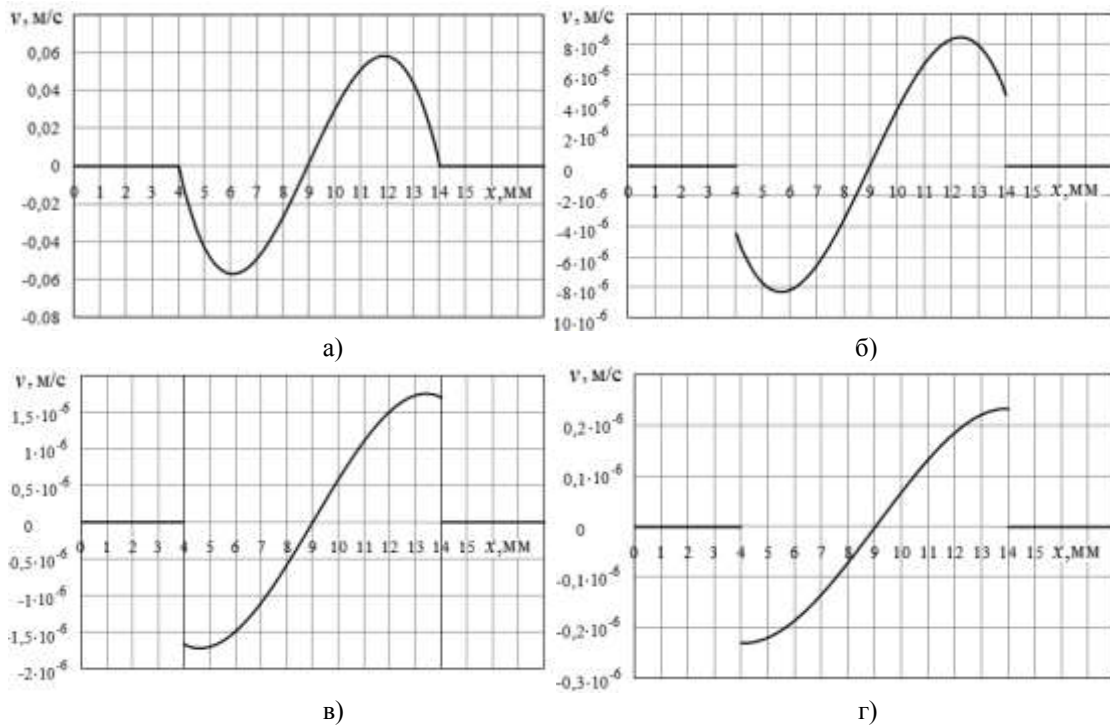 v, м/с
0,06
0,04
0,02
0
-0,02
-0,04
-0,06
-0.08
0 1 2 3 4 5 6 7 8 9 10 11 12 13 14 15 x,мм
а)
v, м/с
8·10⁻⁶
6·10⁻⁶
4·10⁻⁶
2·10⁻⁶
0
-2·10⁻⁶
-4·10⁻⁶
-6·10⁻⁶
-8·10⁻⁶
10·10⁻⁶
0 1 2 3 4 5 6 7 8 9 10 11 12 13 14 15 x,мм
б)
v, м/с
1,5·10⁻⁶
1·10⁻⁶
0,5·10⁻⁶
0
-0,5·10⁻⁶
-1·10⁻⁶
-1,5·10⁻⁶
-2·10⁻⁶
0 1 2 3 4 5 6 7 8 9 10 11 12 13 14 15 x,мм
в)
v, м/с
0,2·10⁻⁶
0,1·10⁻⁶
0
-0,1·10⁻⁶
-0,2·10⁻⁶
-0,3·10⁻⁶
0 1 2 3 4 5 6 7 8 9 10 11 12 13 14 15 x,мм
г)